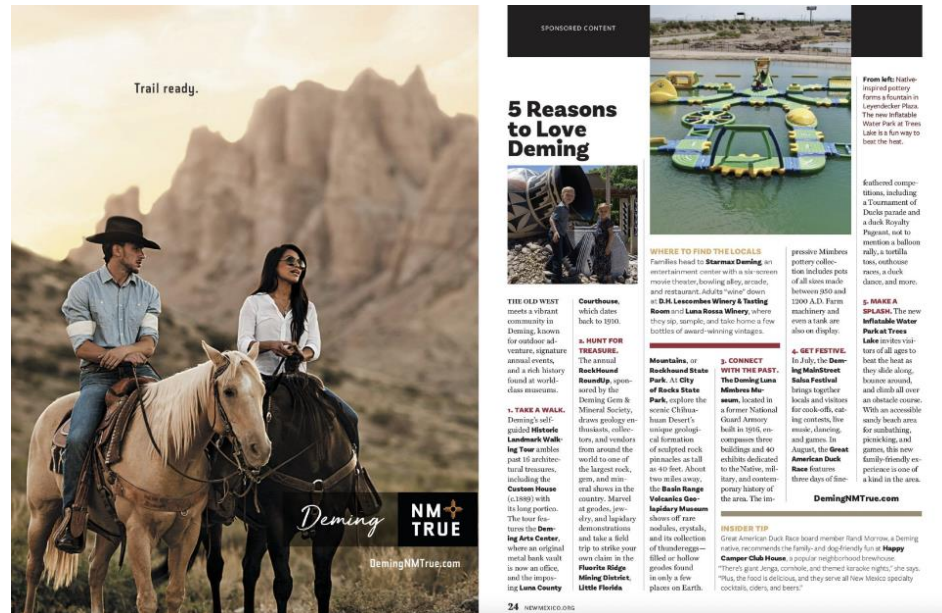 Trail ready.
Deming
NM
TRUE
DemingNMTrue.com
SPONSORED CONTENT
5 Reasons
to Love
Deming
From left: Native-
inspired pottery
forms a fountain in
Leyendecker Plaza.
The new Inflatable
Water Park at Trees
Lake is a fun way to
beat the heat.
THE OLD WEST
meets a vibrant
community in
Deming, known
for outdoor ad-
venture, signature
annual events,
and a rich history
found at world-
class museums.
1. TAKE A WALK.
Deming's self-
guided Historic
Landmark Walk-
ing Tour ambles
past 16 architec-
tural treasures,
including the
Custom House
(c.1889) with
its long portico.
The tour fea-
tures the Dem-
ing Arts Center,
where an original
metal bank vault
is now an office,
and the impos-
ing Luna County
Courthouse,
which dates
back to 1910.
2. HUNT FOR
TREASURE.
The annual
RockHound
RoundUp, spon-
sored by the
Deming Gem &
Mineral Society,
draws geology en-
thusiasts, collec-
tors, and vendors
from around the
world to one of
the largest rock,
gem, and min-
eral shows in the
country. Marvel
at geodes, jew-
elry, and lapidary
demonstrations
and take a field
trip to strike your
own claim in the
Fluorite Ridge
Mining District,
Little Florida
Mountains, or
Rockhound State
Park. At City
of Rocks State
Park, explore the
scenic Chihua-
huan Desert's
unique geologi-
cal formation
of sculpted rock
pinnacles as tall
as 40 feet. About
two miles away,
the Basin Range
Volcanics Geo-
lapidary Museum
shows off rare
nodules, crystals,
and its collection
of thundereggs—
filled or hollow
geodes found
in only a few
places on Earth.
WHERE TO FIND THE LOCALS
Families head to Starmax Deming, an
entertainment center with a six-screen
movie theater, bowling alley, arcade,
and restaurant. Adults "wine" down
at D.H. Lescombes Winery & Tasting
Room and Luna Rossa Winery, where
they sip, sample, and take home a few
bottles of award-winning vintages.
3. CONNECT
WITH THE PAST.
The Deming Luna
Mimbres Mu-
seum, located in
a former National
Guard Armory
built in 1916, en-
compasses three
buildings and 40
exhibits dedicated
to the Native, mil-
itary, and contem-
porary history of
the area. The im-
pressive Mimbres
pottery collec-
tion includes pots
of all sizes made
between 950 and
1200 A.D. Farm
machinery and
even a tank are
also on display.
4. GET FESTIVE.
In July, the Dem-
ing MainStreet
Salsa Festival
brings together
locals and visitors
for cook-offs, eat-
ing contests, live
music, dancing,
and games. In
August, the Great
American Duck
Race features
three days of fine-
feathered compe-
titions, including
a Tournament of
Ducks parade and
a duck Royalty
Pageant, not to
mention a balloon
rally, a tortilla
toss, outhouse
races, a duck
dance, and more.
5. MAKE A
SPLASH. The new
Inflatable Water
Park at Trees
Lake invites visi-
tors of all ages to
beat the heat as
they slide along,
bounce around,
and climb all over
an obstacle course.
With an accessible
sandy beach area
for sunbathing,
picnicking, and
games, this new
family-friendly ex-
perience is one of
a kind in the area.
DemingNMTrue.com
INSIDER TIP
Great American Duck Race board member Randi Morrow, a Deming
native, recommends the family- and dog-friendly fun at Happy
Camper Club House, a popular neighborhood brewhouse.
"There's giant Jenga, cornhole, and themed karaoke nights," she says.
"Plus, the food is delicious, and they serve all New Mexico specialty
cocktails, ciders, and beers."
24 NEWMEXICO.ORG